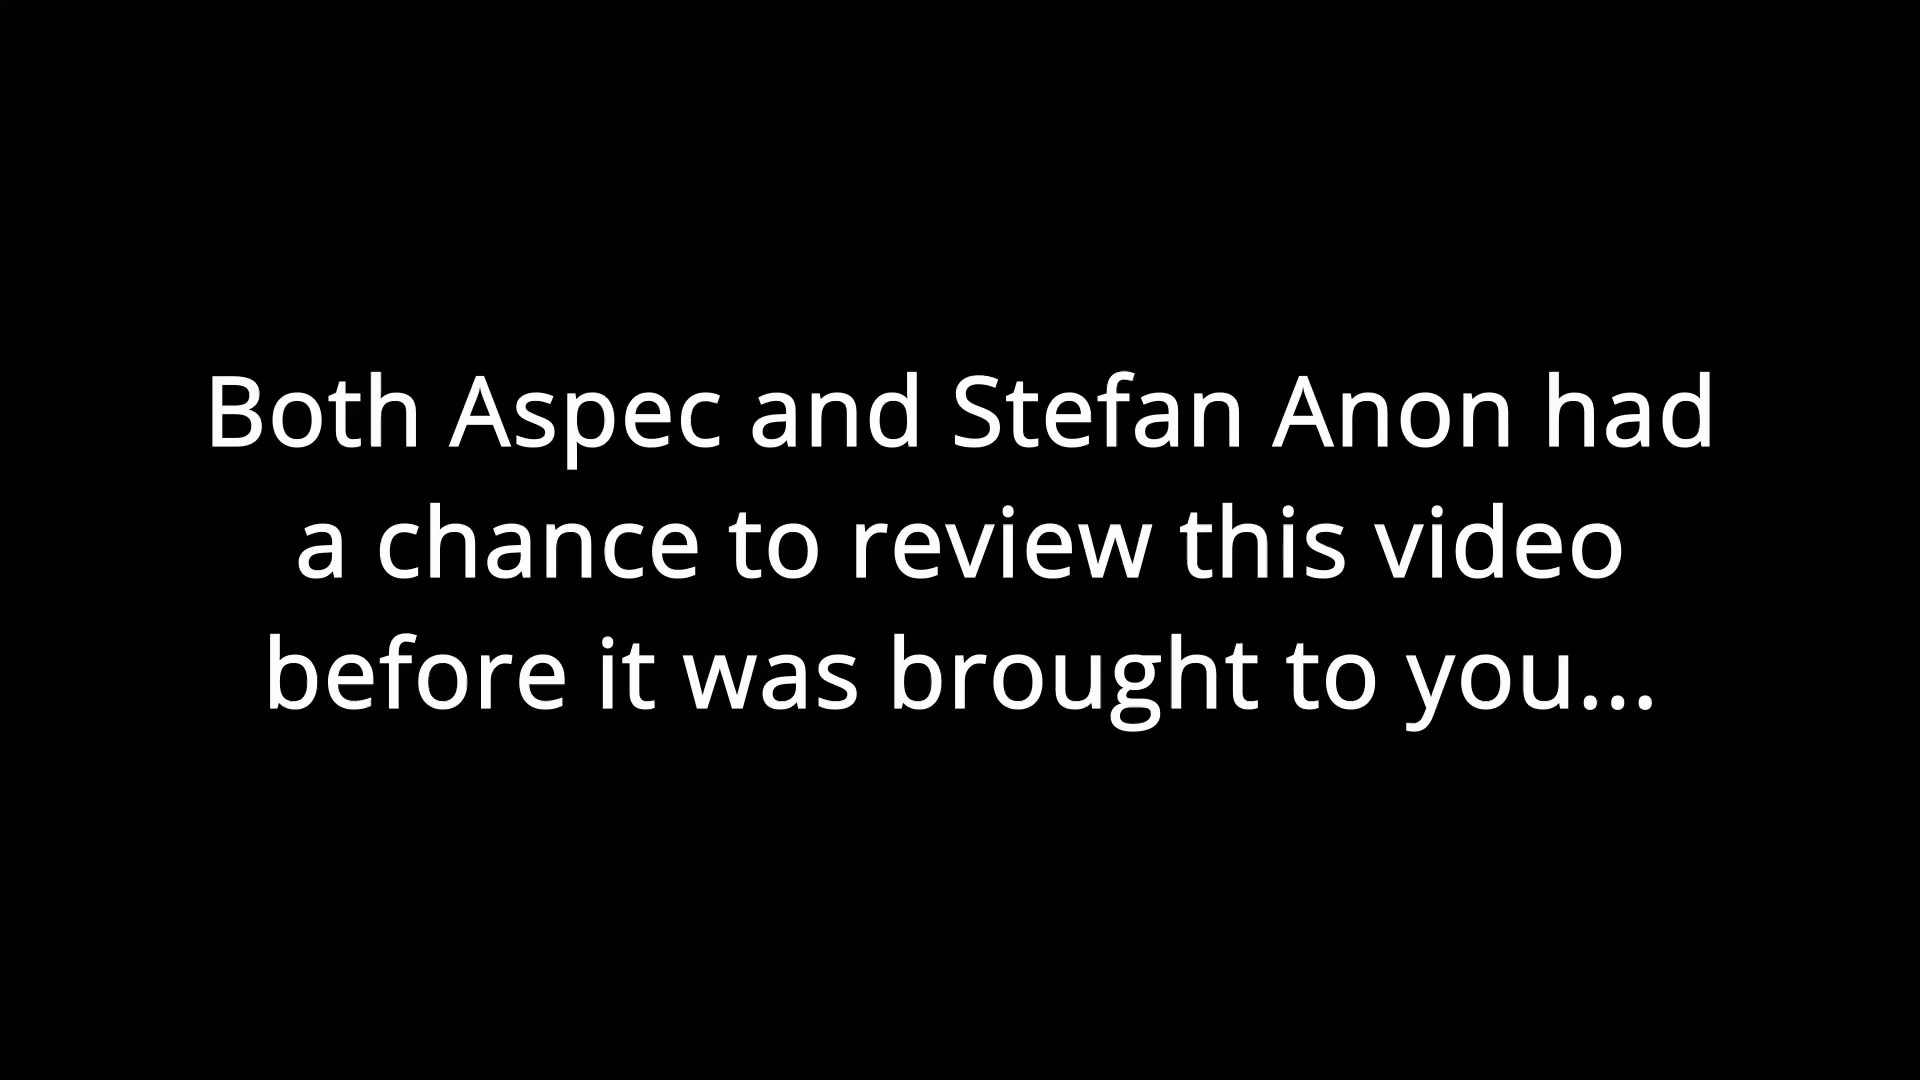 Both Aspec and Stefan Anon had
a chance to review this video
before it was brought to you...